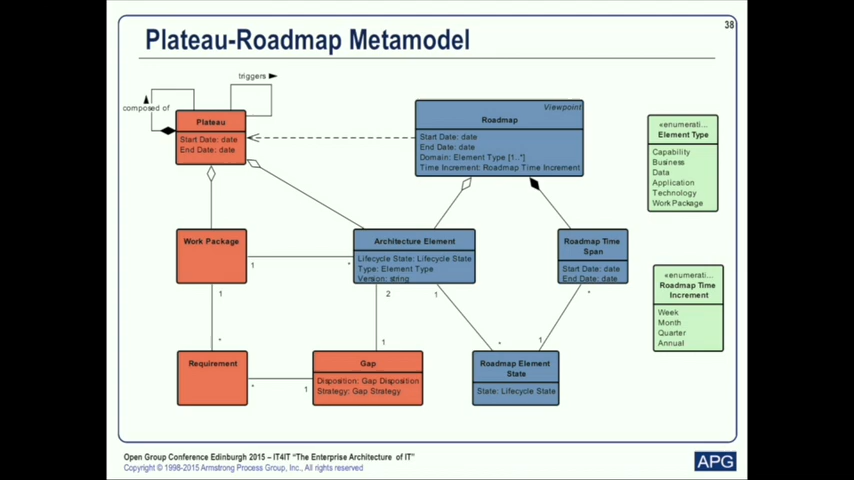 38
Plateau-Roadmap Metamodel
triggers
composed of
Plateau
Start Date: date
End Date: date
Viewpoint
Roadmap
Start Date: date
End Date: date
Domain: Element Type [1..*]
Time Increment: Roadmap Time Increment
«enumerati...
Element Type
Capability
Business
Data
Application
Technology
Work Package
Work Package
1
*
Architecture Element
Lifecycle State: Lifecycle State
Type: Element Type
Version: string
Roadmap Time
Span
Start Date: date
End Date: date
«enumerati...
Roadmap Time
Increment
Week
Month
Quarter
Annual
1
2
1
*
*
1
*
1
Requirement
*
1
Gap
Disposition: Gap Disposition
Strategy: Gap Strategy
Roadmap Element
State
State: Lifecycle State
Open Group Conference Edinburgh 2015 – IT4IT "The Enterprise Architecture of IT"
Copyright © 1998-2015 Armstrong Process Group, Inc., All rights reserved
APG